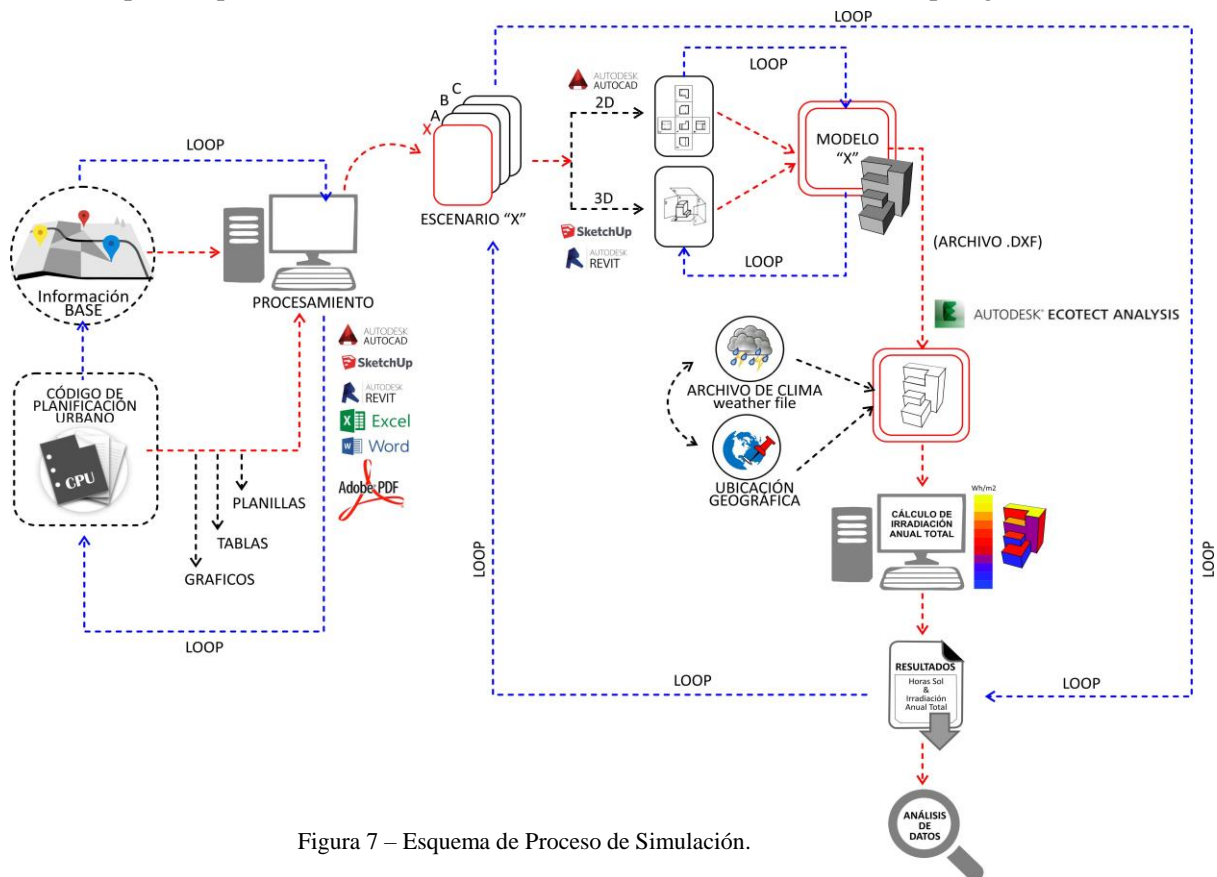 LOOP
AUTODESK
AUTOCAD
LOOP
C
B
A
X
2D
LOOP
MODELO
"X"
3D
ESCENARIO "X"
SketchUp
AUTODESK
REVIT
LOOP
(ARCHIVO .DXF)
Información
BASE
PROCESAMIENTO
AUTODESK
AUTOCAD
SketchUp
AUTODESK
REVIT
Excel
Word
Adobe PDF
AUTODESK® ECOTECT ANALYSIS
CÓDIGO DE
PLANIFICACIÓN
URBANO
CPU
PLANILLAS
TABLAS
GRAFICOS
LOOP
ARCHIVO DE CLIMA
weather file
UBICACIÓN
GEOGRÁFICA
LOOP
LOOP
Wh/m2
CÁLCULO DE
IRRADIACIÓN
ANUAL TOTAL
LOOP
LOOP
RESULTADOS
Horas Sol
&
Irradiación
Anual Total
ANÁLISIS
DE
DATOS
Figura 7 – Esquema de Proceso de Simulación.